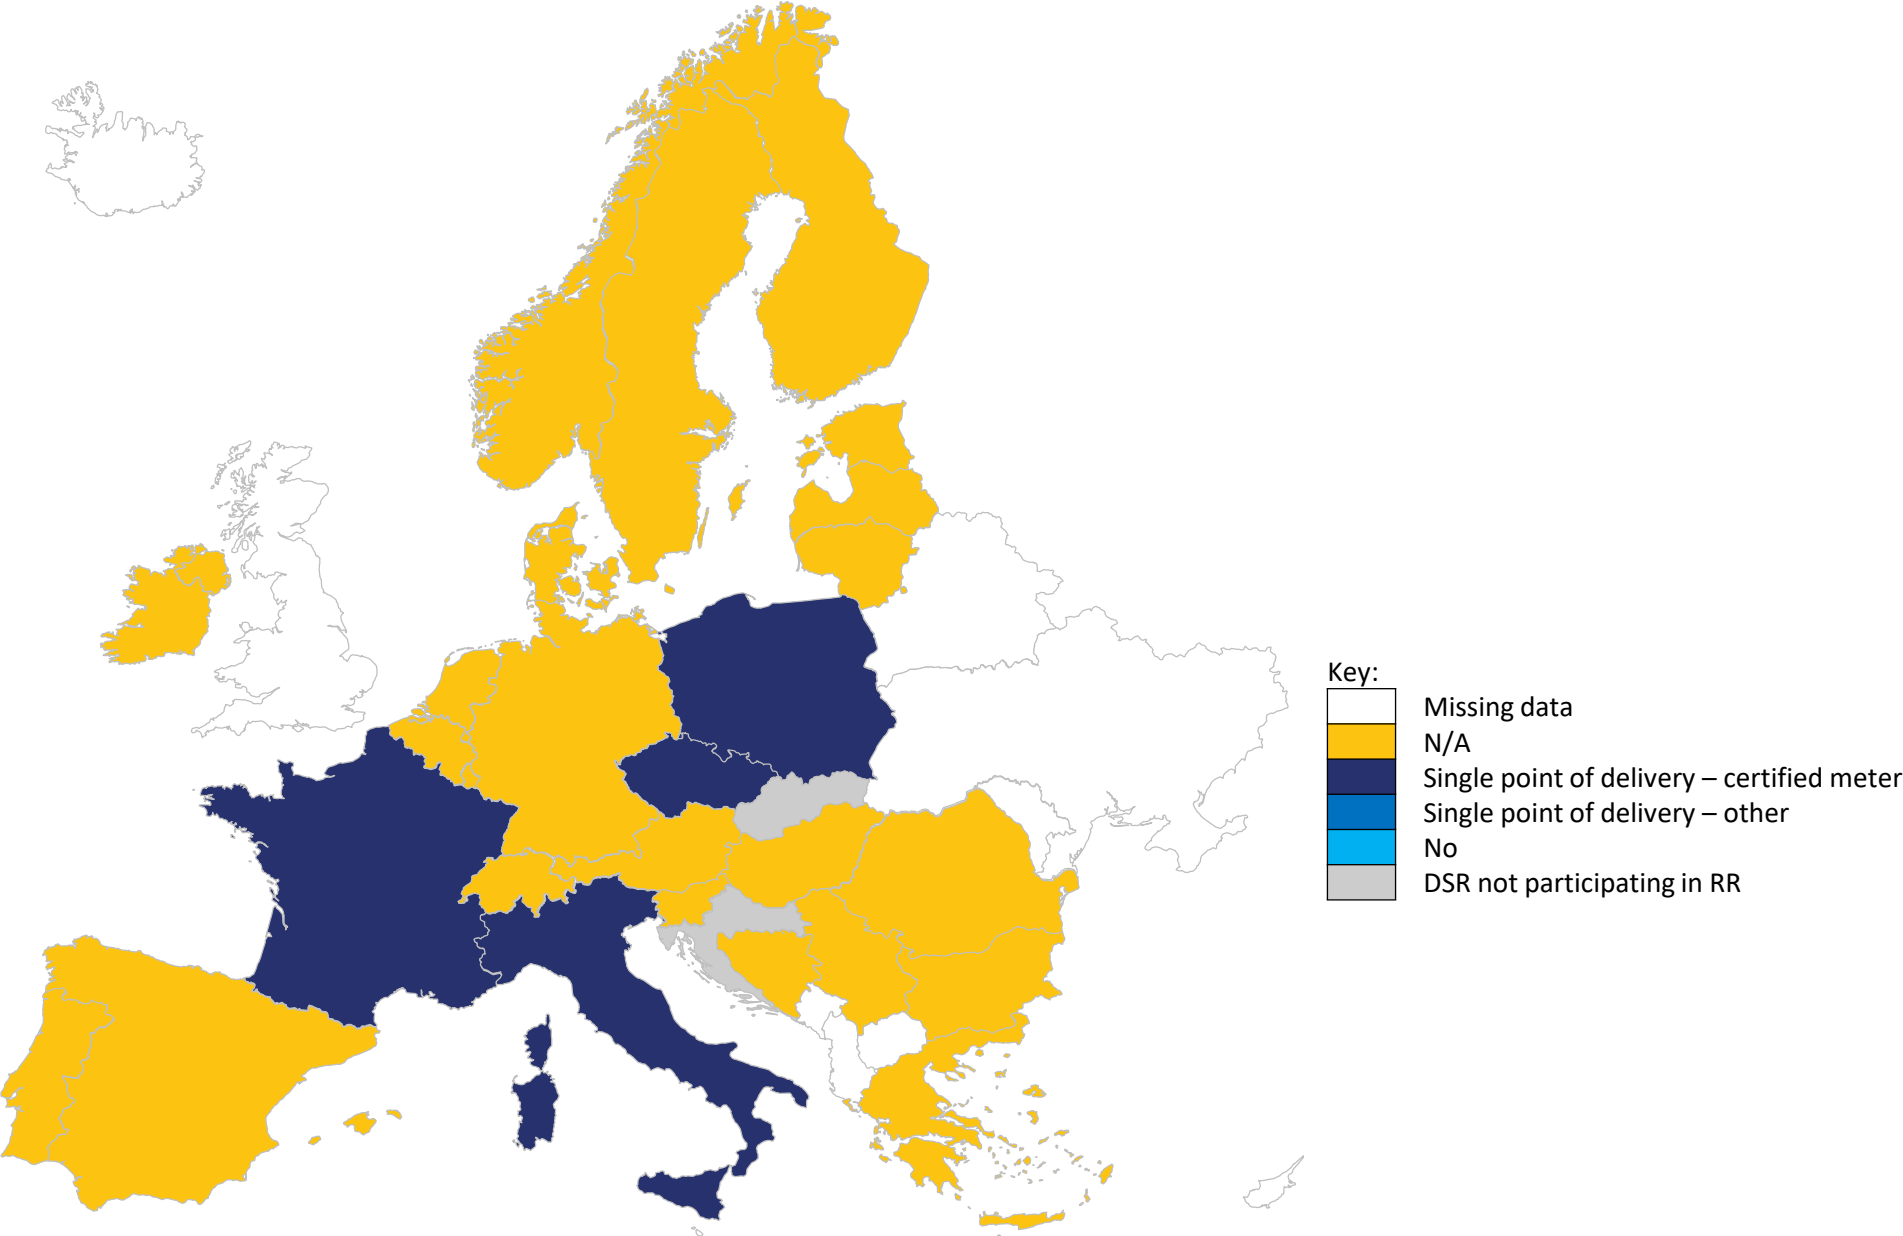 Key:
Missing data
N/A
Single point of delivery – certified meter
Single point of delivery – other
No
DSR not participating in RR